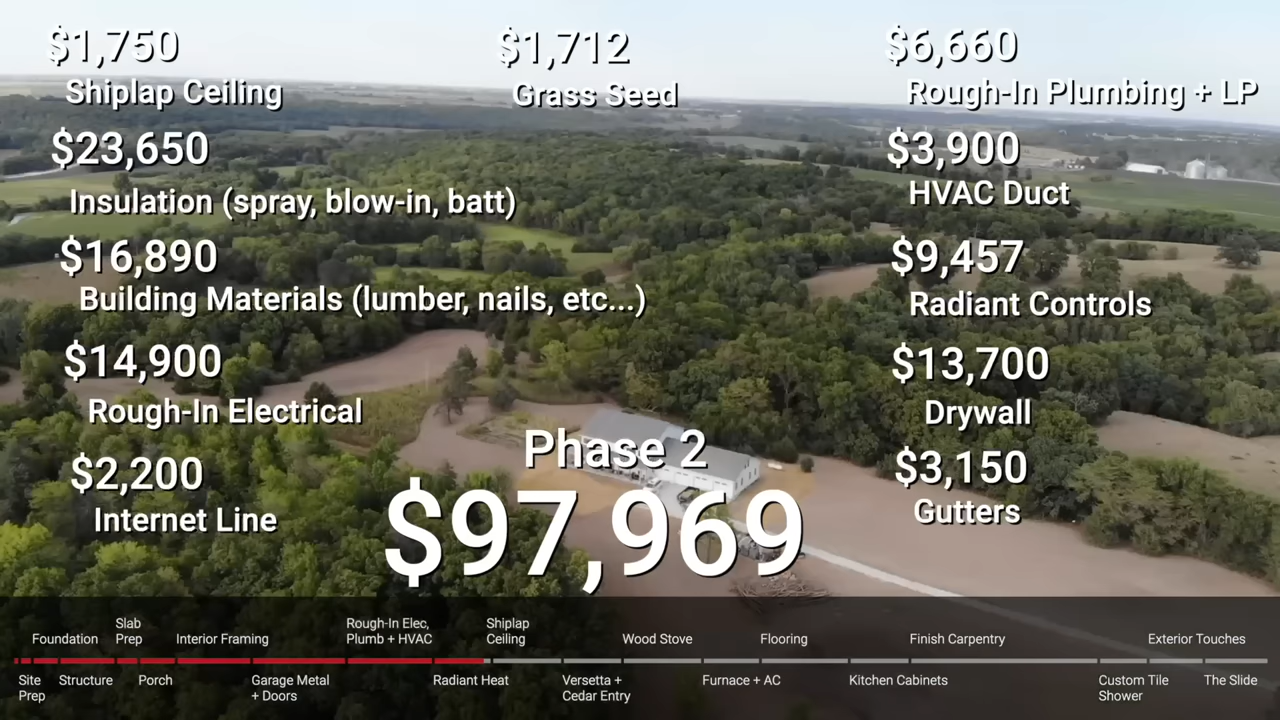 $1,750
Shiplap Ceiling
$23,650
Insulation (spray, blow-in, batt)
$16,890
Building Materials (lumber, nails, etc...)
$14,900
Rough-In Electrical
$2,200
Internet Line
$1,712
Grass Seed
$6,660
Rough-In Plumbing + LP
$3,900
HVAC Duct
$9,457
Radiant Controls
$13,700
Drywall
$3,150
Gutters
Phase 2
$97,969
Site
Prep
Foundation
Structure
Slab
Prep
Porch
Interior Framing
Garage Metal
+ Doors
Rough-In Elec,
Plumb + HVAC
Radiant Heat
Shiplap
Ceiling
Versetta +
Cedar Entry
Wood Stove
Furnace + AC
Flooring
Kitchen Cabinets
Finish Carpentry
Custom Tile
Shower
Exterior Touches
The Slide